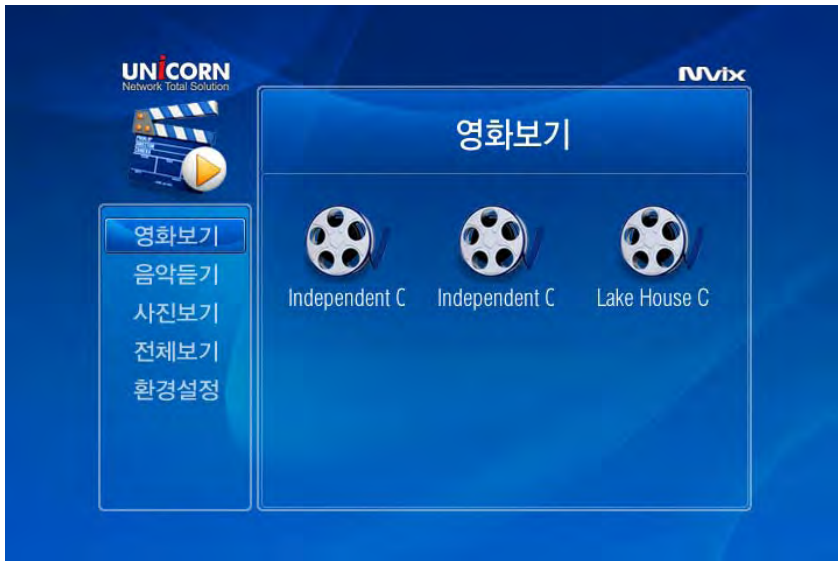 UNiCORN
Network Total Solution
Mvix
영화보기
영화보기
음악듣기
사진보기
전체보기
환경설정
Independent C
Independent C
Lake House C